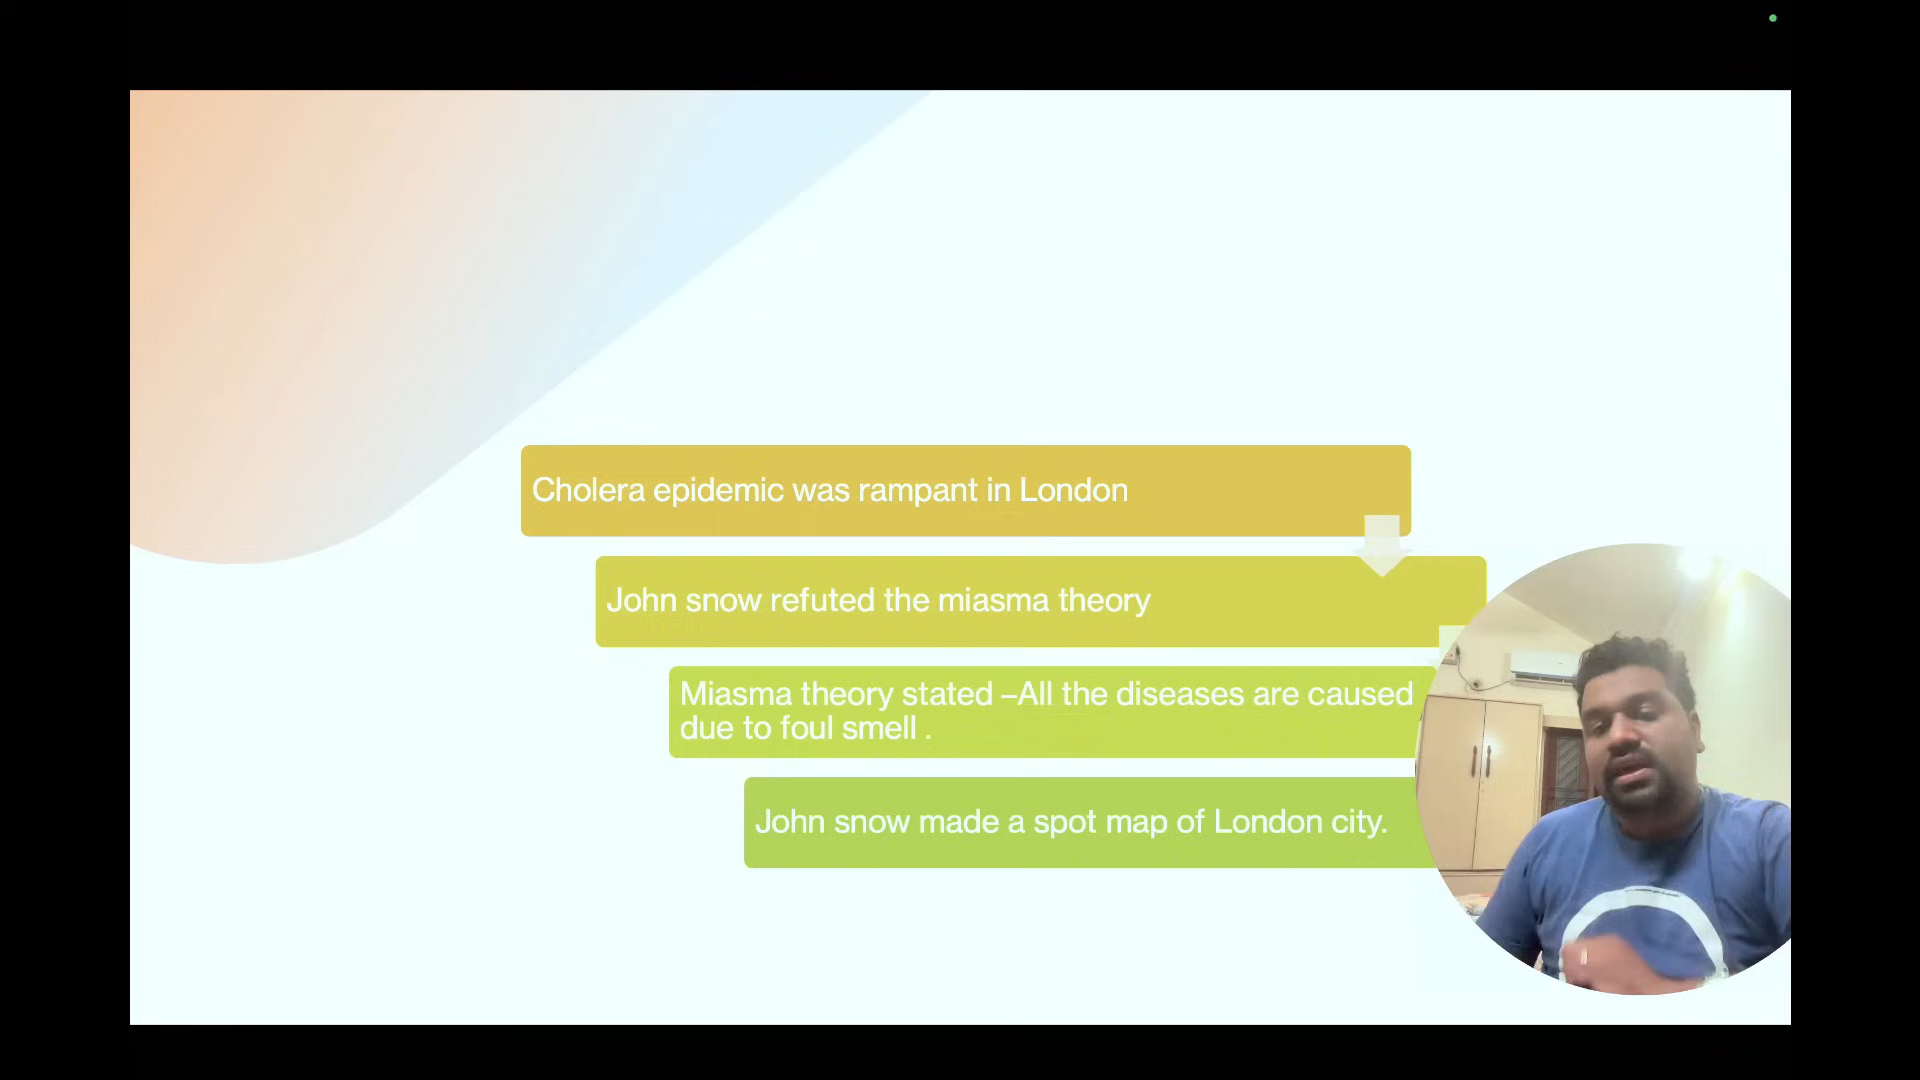 Cholera epidemic was rampant in London
John snow refuted the miasma theory
Miasma theory stated –All the diseases are caused
due to foul smell .
John snow made a spot map of London city.